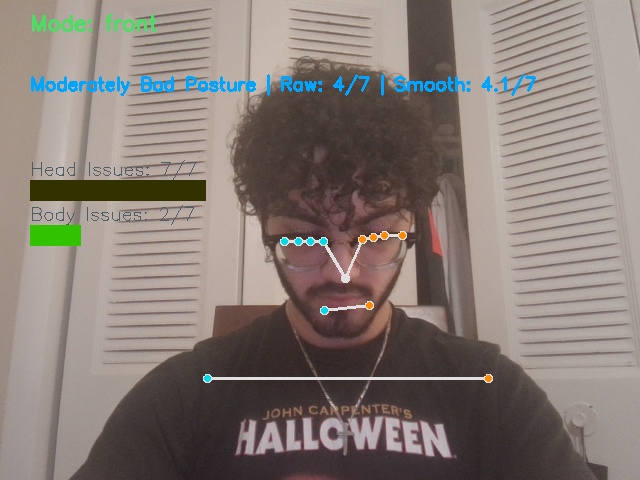 Mode: front
Moderately Bad Posture | Raw: 4/7 | Smooth: 4.1/7
Head Issues: 7/7
Body Issues: 2/7
JOHN CARPENTER'S
HALLOWEEN